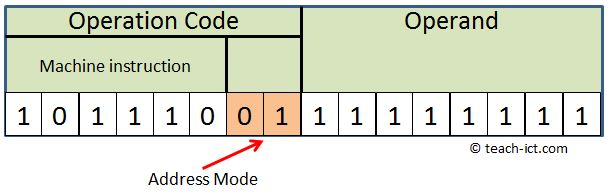 Operation Code Operand
Machine instruction
1 0 1 1 1 0 0 1 1 1 1 1 1 1 1 1
© teach-ict.com
Address Mode